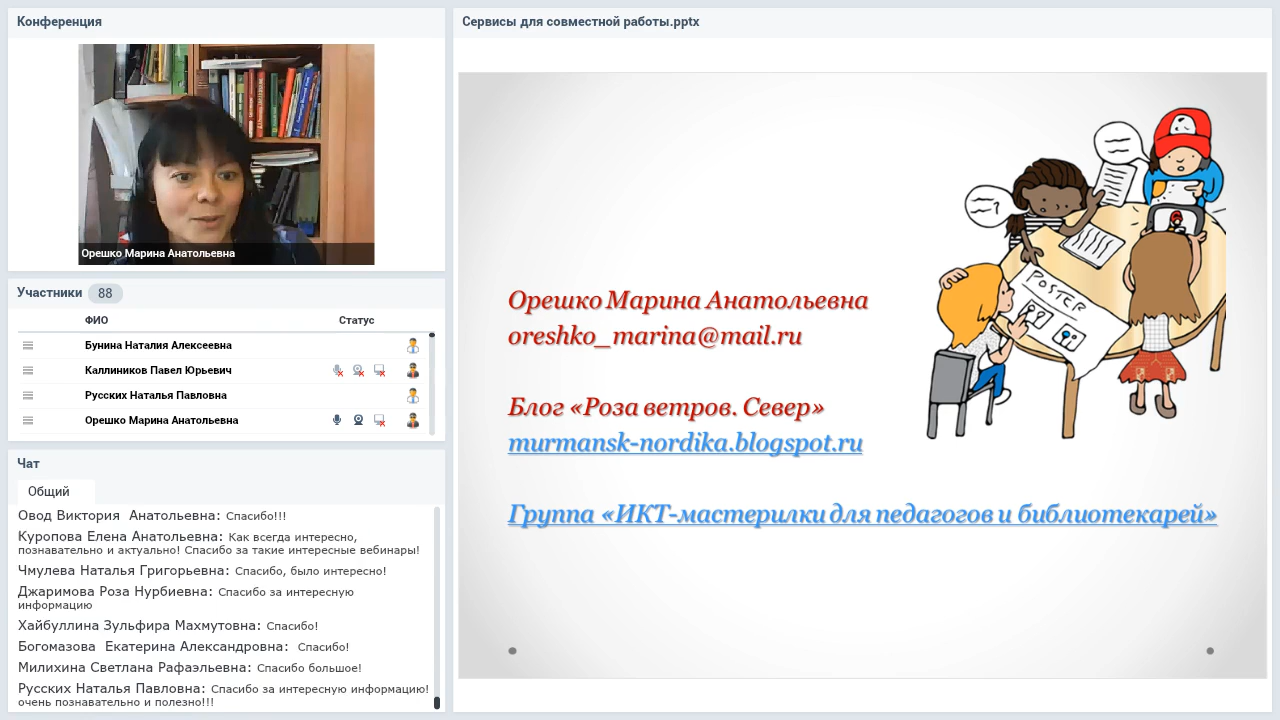 Конференция
Орешко Марина Анатольевна
Участники 88
ФИО Статус
Бунина Наталия Алексеевна
Каллиников Павел Юрьевич
Русских Наталья Павловна
Орешко Марина Анатольевна
Чат
Общий
Овод Виктория Анатольевна: Спасибо!!!
Куропова Елена Анатольевна: Как всегда интересно,
познавательно и актуально! Спасибо за такие интересные вебинары!
Чмулева Наталья Григорьевна: Спасибо, было интересно!
Джаримова Роза Нурбиевна: Спасибо за интересную
информацию
Хайбуллина Зульфира Махмутовна: Спасибо!
Богомазова Екатерина Александровна: Спасибо!
Милихина Светлана Рафаэльевна: Спасибо большое!
Русских Наталья Павловна: Спасибо за интересную информацию!
очень познавательно и полезно!!!
Сервисы для совместной работы.pptx
POSTER
Орешко Марина Анатольевна
oreshko_marina@mail.ru
Блог «Роза ветров. Север»
murmansk-nordika.blogspot.ru
Группа «ИКТ-мастерилки для педагогов и библиотекарей»